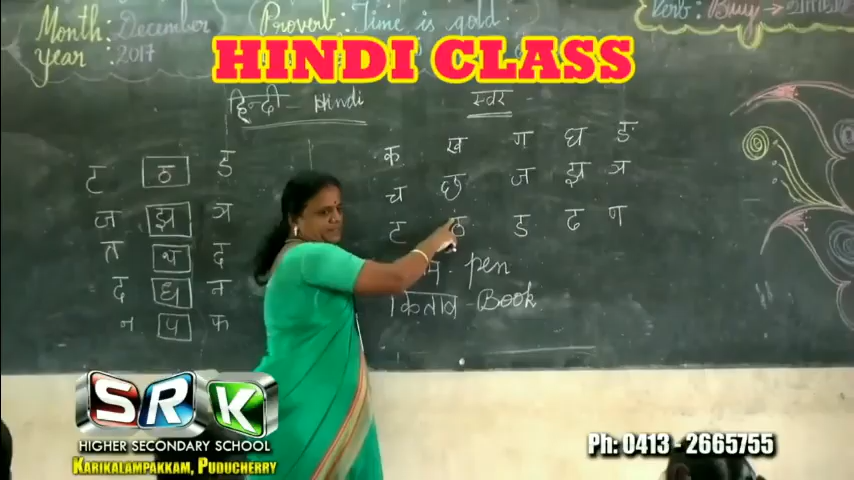 Month: December
Year : 2017
Proverb: Time is gold.
Verb: Buy →
HINDI CLASS
हिन्दी - Hindi
स्वर
ट ठ ड
ज झ ञ
त थ द
द ध न
न प फ
क ख ग घ ङ
च छ ज झ ञ
ट ठ ड ढ ण
- pen
किताब - Book
SRK
HIGHER SECONDARY SCHOOL
KARIKALAMPAKKAM, PUDUCHERRY
Ph: 0413 - 2665755